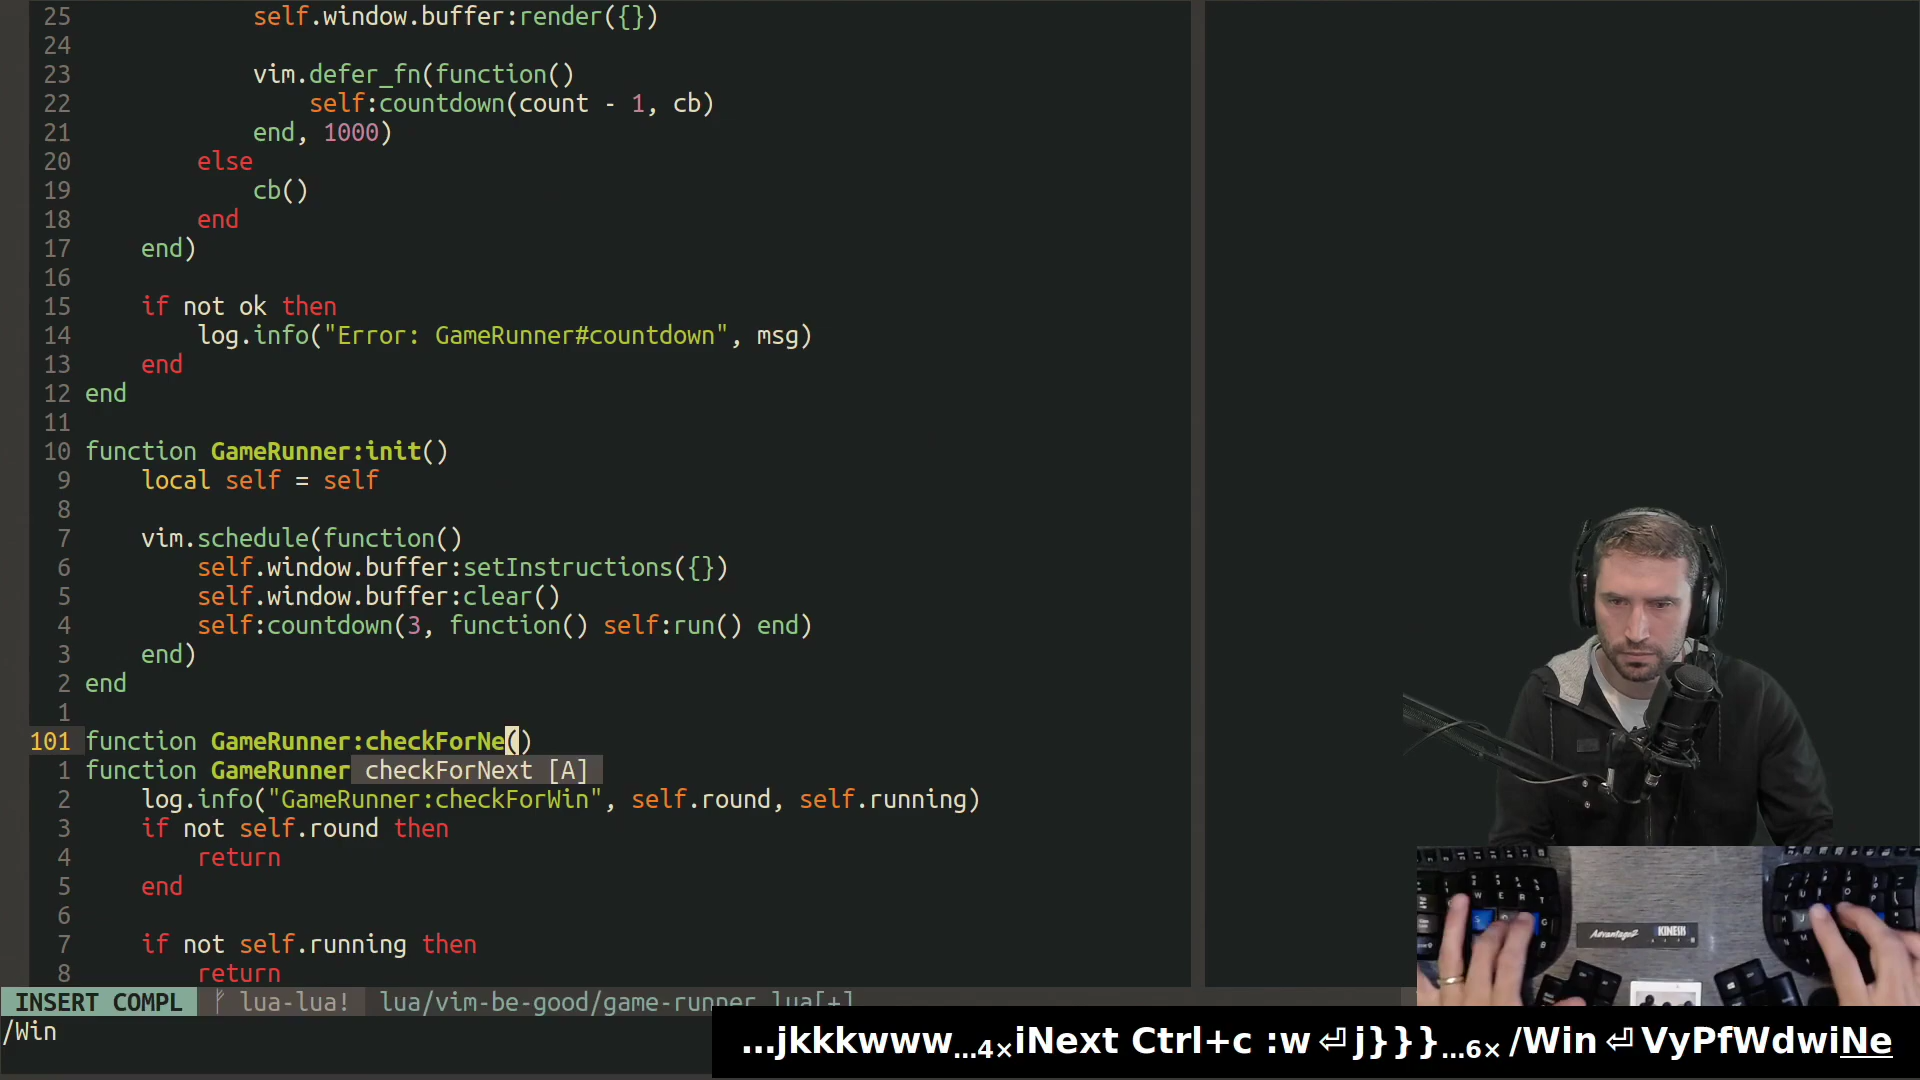 25 self.window.buffer:render({})
24
23 vim.defer_fn(function()
22 self:countdown(count - 1, cb)
21 end, 1000)
20 else
19 cb()
18 end
17 end)
16
15 if not ok then
14 log.info("Error: GameRunner#countdown", msg)
13 end
12 end
11
10 function GameRunner:init()
9 local self = self
8
7 vim.schedule(function()
6 self.window.buffer:setInstructions({})
5 self.window.buffer:clear()
4 self:countdown(3, function() self:run() end)
3 end)
2 end
1
101 function GameRunner:checkForNe()
1 function GameRunner checkForNext [A]
2 log.info("GameRunner:checkForWin", self.round, self.running)
3 if not self.round then
4 return
5 end
6
7 if not self.running then
8 return
INSERT COMPL lua-lua! lua/vim-be-good/game-runner.lua[+]
/Win
...jkkkwww...4×iNext Ctrl+c :w⏎j}}}...6× /Win⏎VyPfWdwiNe
Advantage2 KINESIS